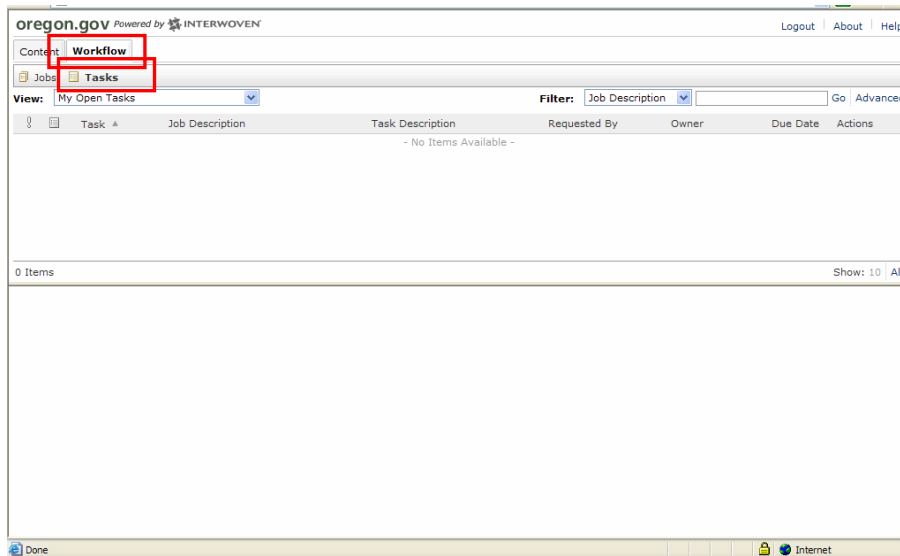 oregon.gov Powered by INTERWOVEN Logout About Help
Content Workflow
Jobs Tasks
View: My Open Tasks Filter: Job Description Go Advanced
Task Job Description Task Description Requested By Owner Due Date Actions
- No Items Available -
0 Items Show: 10 Al
Done Internet